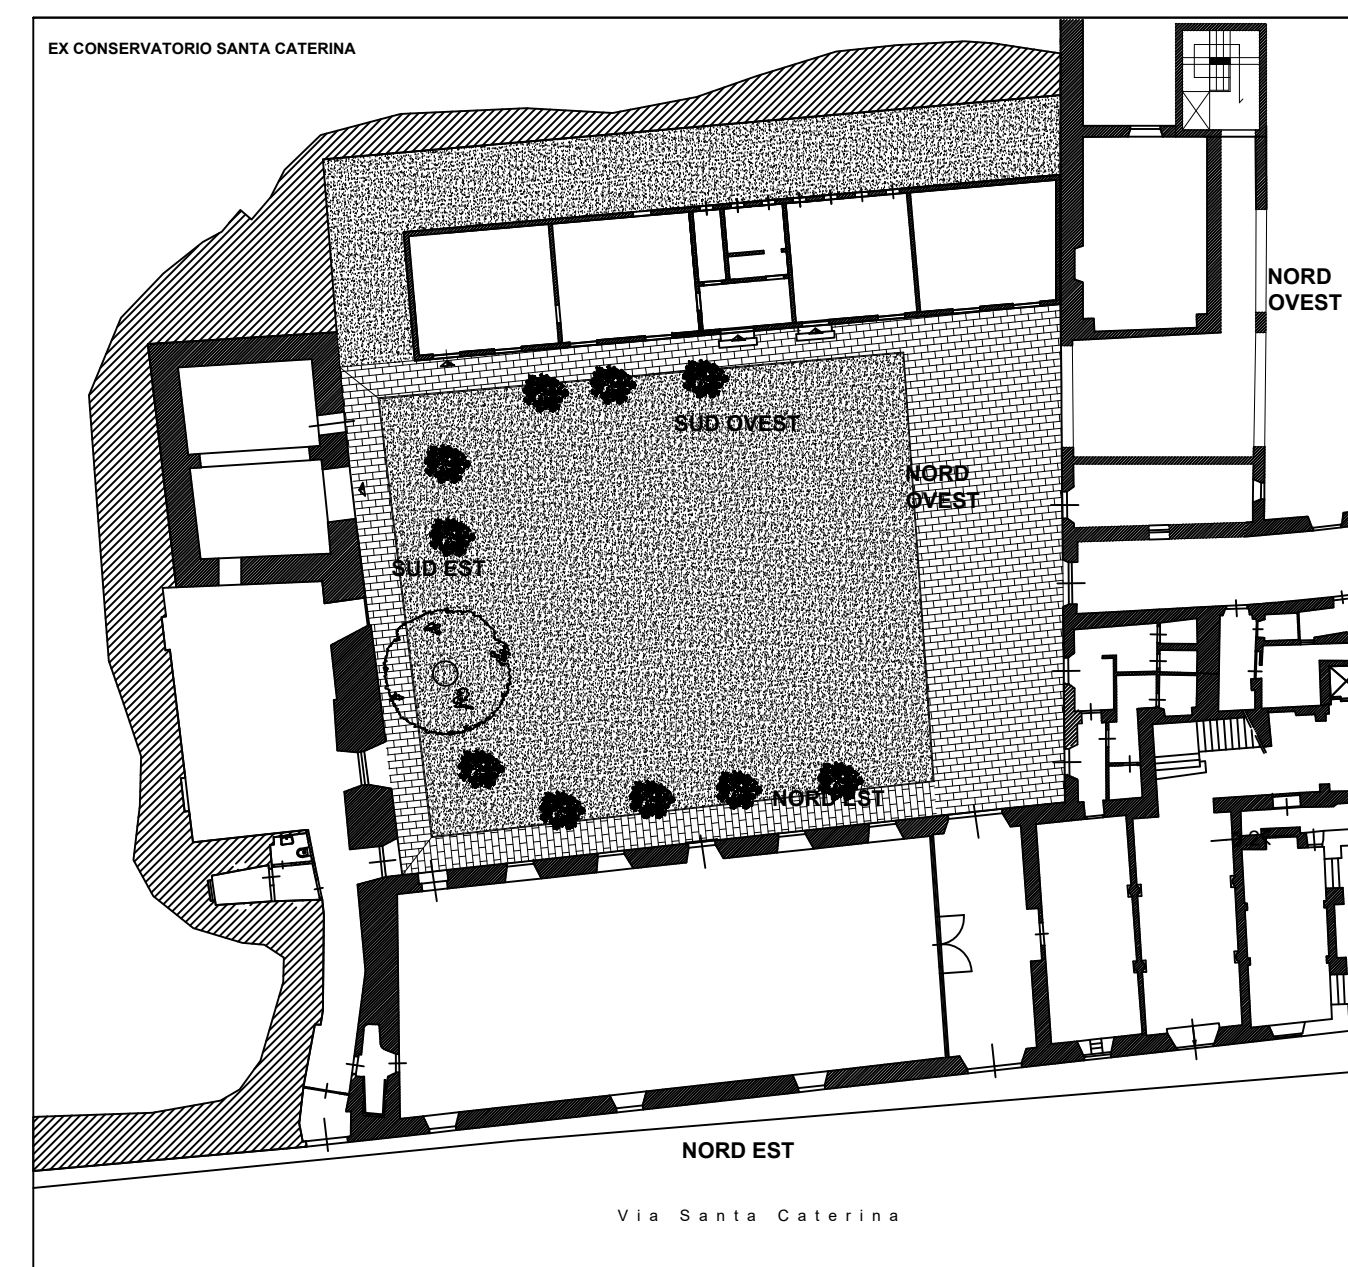 EX CONSERVATORIO SANTA CATERINA
NORD
OVEST
SUD OVEST
NORD
OVEST
SUD EST
NORD EST
NORD EST
Via Santa Caterina